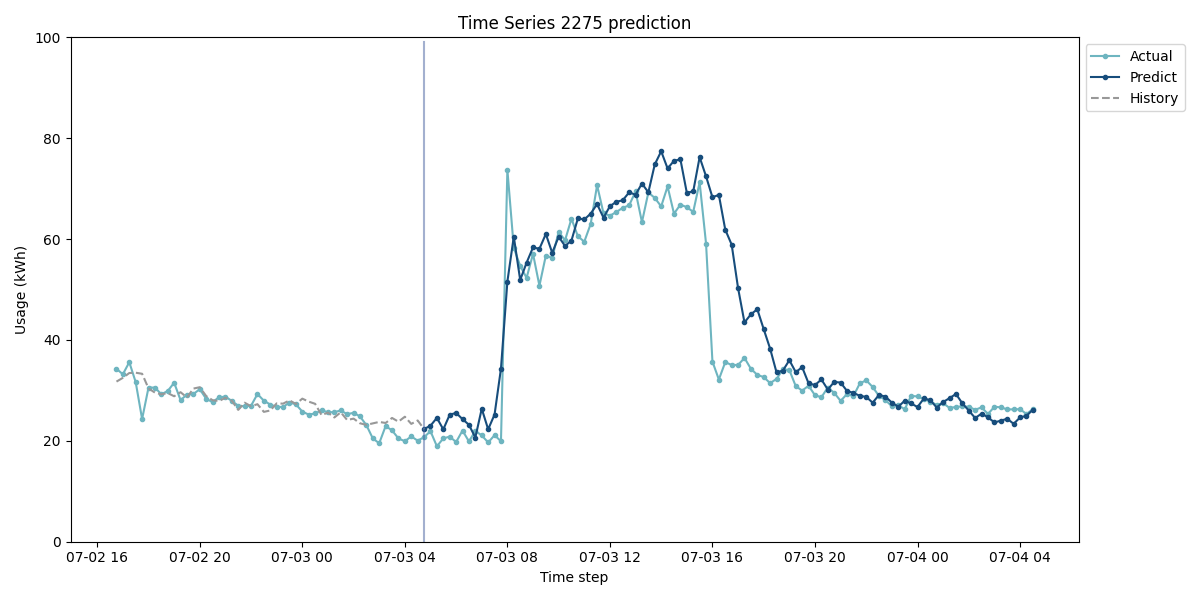 Time Series 2275 prediction
100
80
60
40
20
0
Usage (kWh)
07-02 16
07-02 20
07-03 00
07-03 04
07-03 08
07-03 12
07-03 16
07-03 20
07-04 00
07-04 04
Time step
Actual
Predict
History